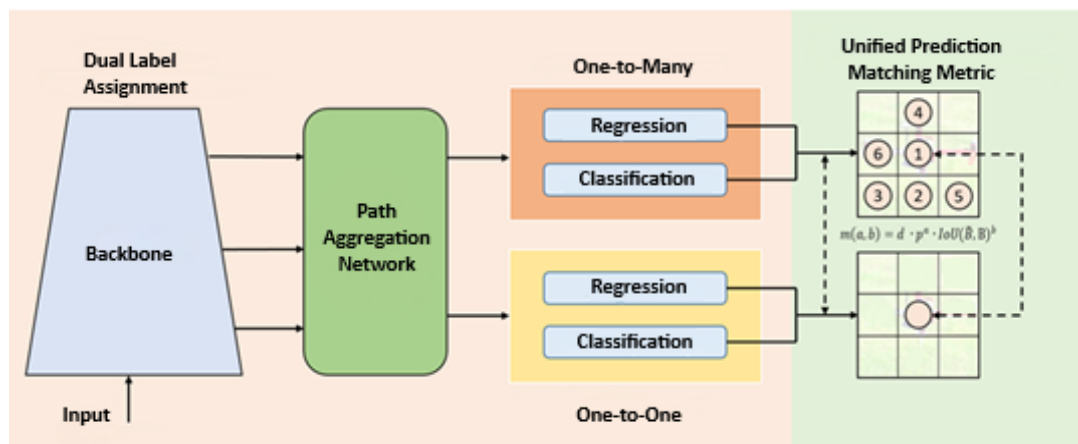 Dual Label
Assignment
Backbone
Input
Path
Aggregation
Network
One-to-Many
Regression
Classification
Regression
Classification
One-to-One
Unified Prediction
Matching Metric
4
6 1
3 2 5
m(a, b) = d · pᵃ · IoU(B̂, B)ᵇ